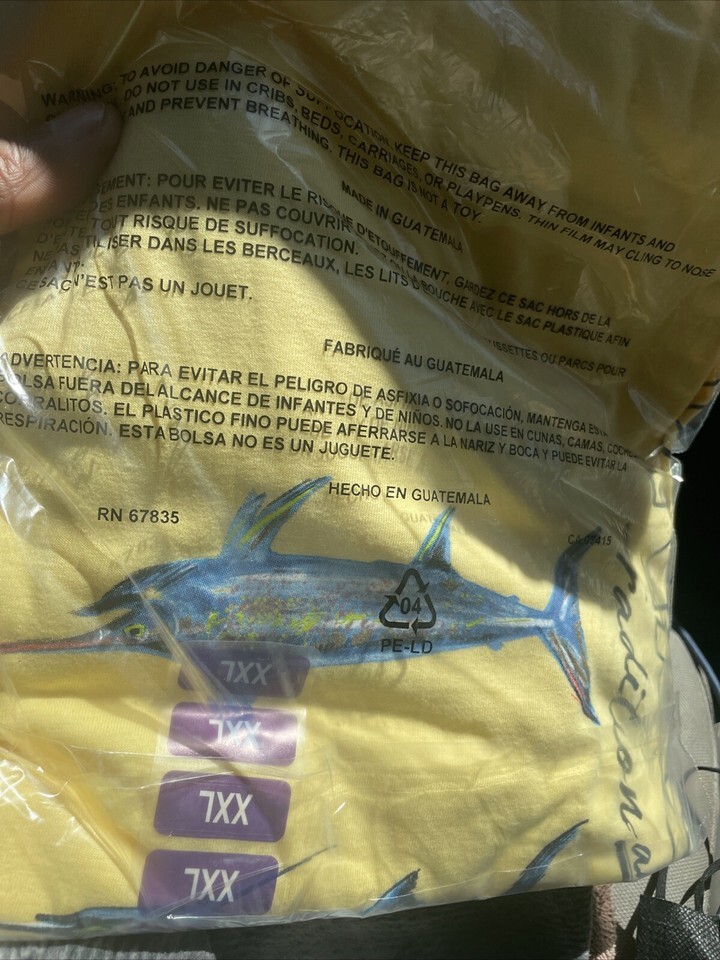 WARNING: TO AVOID DANGER OF SUFFOCATION, KEEP THIS BAG AWAY FROM INFANTS AND
DO NOT USE IN CRIBS, BEDS, CARRIAGES, OR PLAYPENS. THIN FILM MAY CLING TO NOSE
AND PREVENT BREATHING. THIS BAG IS NOT A TOY.
MADE IN GUATEMALA
POUR EVITER LE RISQUE D'ETOUFFEMENT, GARDEZ CE SAC HORS DE LA
ENFANTS. NE PAS COUVRIR BOUCHE AVEC LE SAC PLASTIQUE AFIN
TOUT RISQUE DE SUFFOCATION.
DANS LES BERCEAUX, LES LITS OU PARCS POUR
N'EST PAS UN JOUET.
FABRIQUÉ AU GUATEMALA
ADVERTENCIA: PARA EVITAR EL PELIGRO DE ASFIXIA O SOFOCACIÓN, MANTENGA ESTA
BOLSA FUERA DEL ALCANCE DE INFANTES Y DE NIÑOS. NO LA USE EN CUNAS, CAMAS,
CORRALITOS. EL PLÁSTICO FINO PUEDE AFERRARSE A LA NARIZ Y BOCA Y PUEDE EVITAR LA
RESPIRACIÓN. ESTA BOLSA NO ES UN JUGUETE.
HECHO EN GUATEMALA
RN 67835
04
PE-LD
XXL
XXL
XXL
XXL